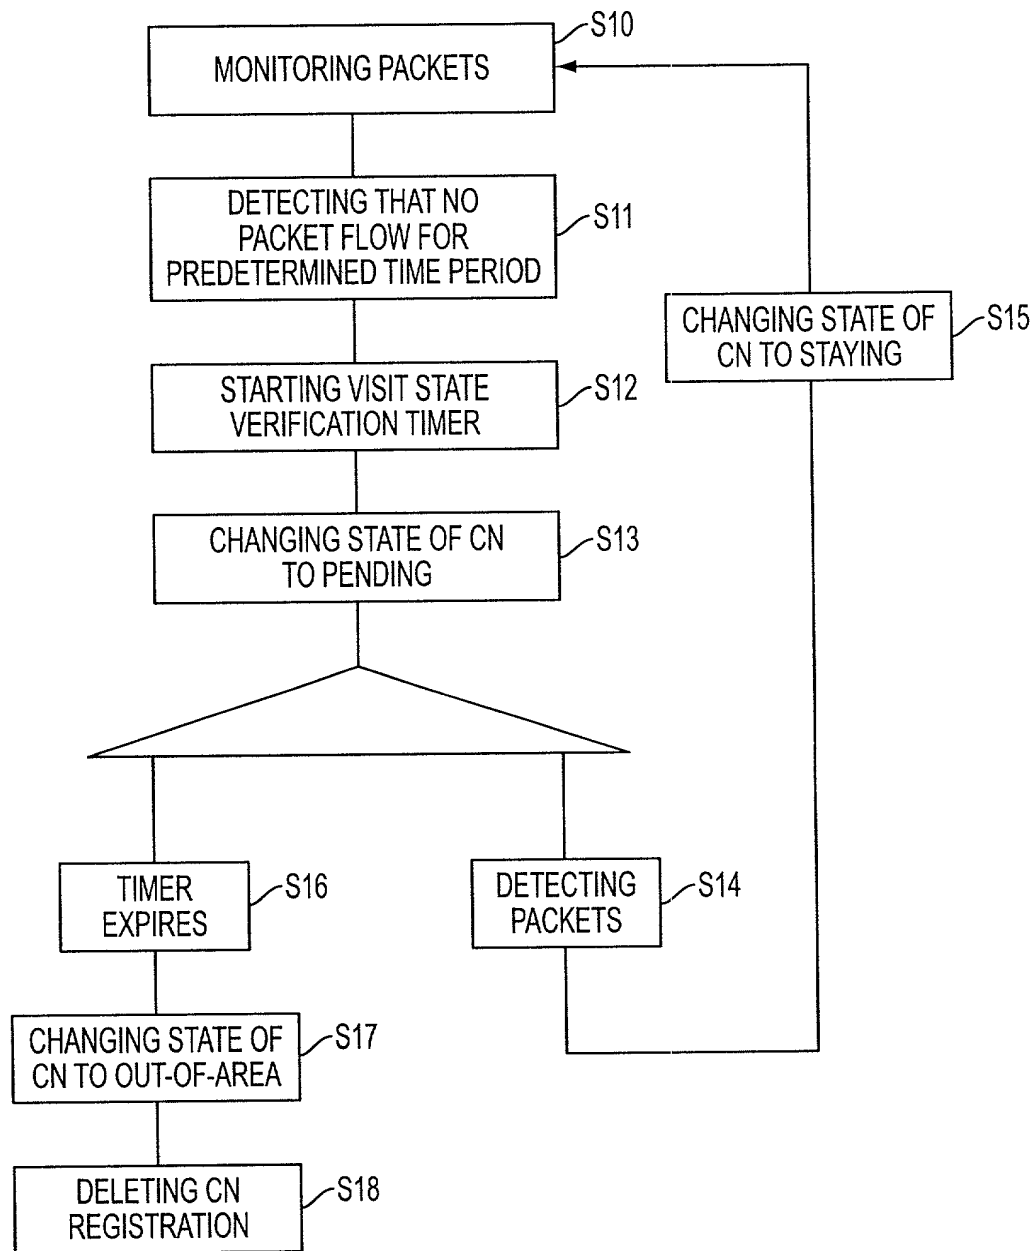 MONITORING PACKETS
S10
DETECTING THAT NO
PACKET FLOW FOR
PREDETERMINED TIME PERIOD
S11
STARTING VISIT STATE
VERIFICATION TIMER
S12
CHANGING STATE OF
CN TO STAYING
S15
CHANGING STATE OF CN
TO PENDING
S13
TIMER
EXPIRES
S16
DETECTING
PACKETS
S14
CHANGING STATE OF
CN TO OUT-OF-AREA
S17
DELETING CN
REGISTRATION
S18